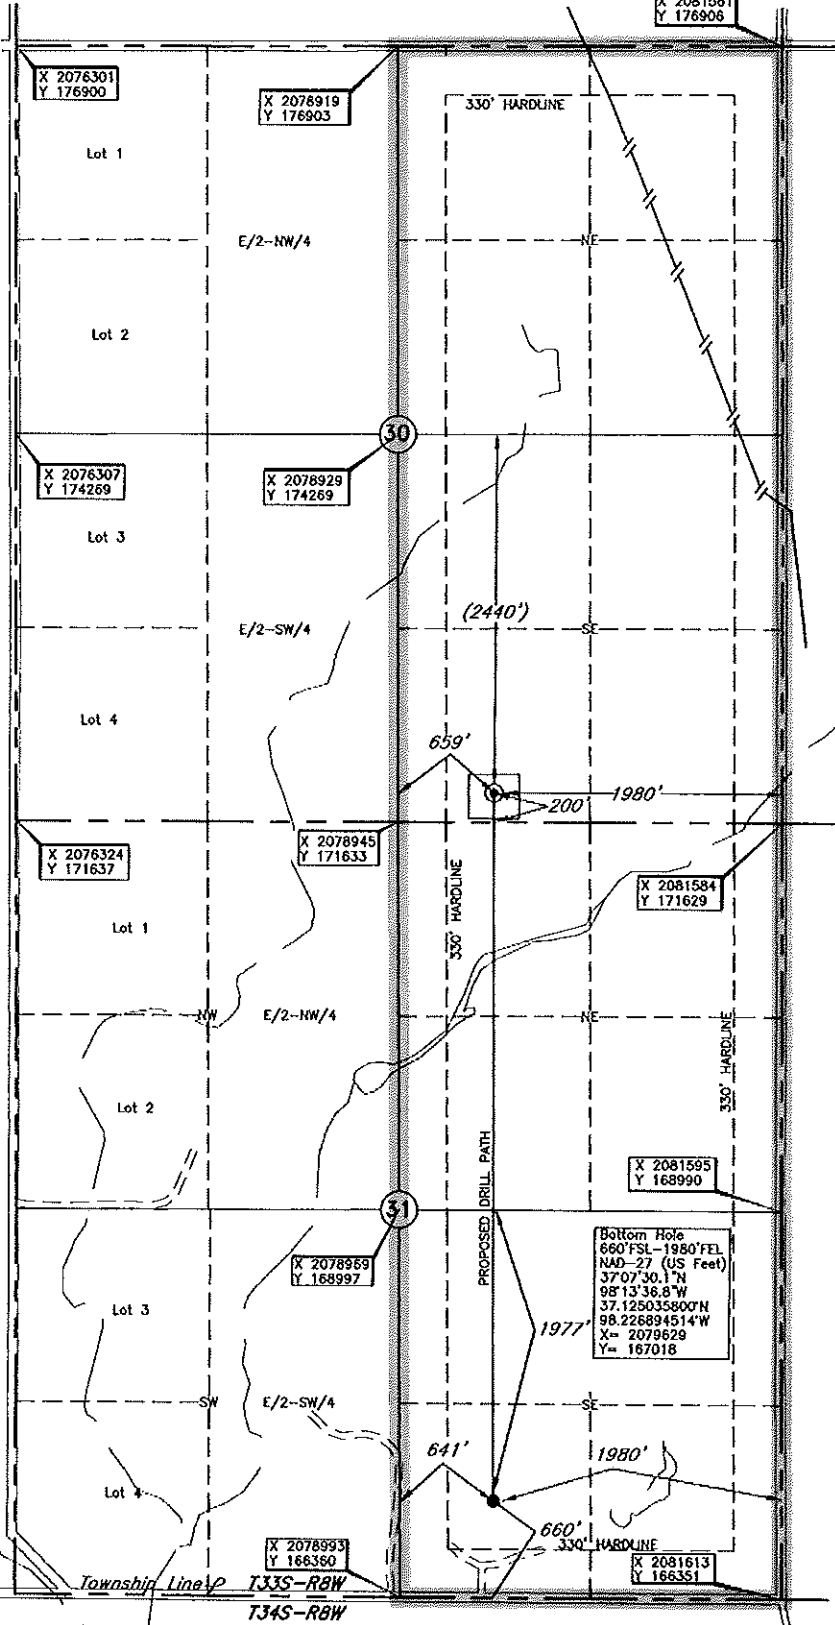 X 2081561
Y 176906
X 2076301
Y 176900
X 2078919
Y 176903
330' HARDLINE
Lot 1
E/2-NW/4
NE
Lot 2
30
X 2076307
Y 174269
X 2078929
Y 174269
Lot 3
(2440')
E/2-SW/4
SE
Lot 4
659'
1980'
200'
X 2076324
Y 171637
X 2078945
Y 171633
X 2081584
Y 171629
330' HARDLINE
Lot 1
NW
E/2-NW/4
NE
330' HARDLINE
Lot 2
PROPOSED DRILL PATH
X 2081595
Y 168990
31
X 2078969
Y 168997
Bottom Hole
660'FSL-1980'FEL
NAD-27 (US Feet)
37°07'30.1"N
98°13'36.8"W
37.125035800°N
98.226894514°W
X= 2079629
Y= 167018
Lot 3
1977'
SW
E/2-SW/4
SE
641'
1980'
Lot 4
660'
330' HARDLINE
X 2078993
Y 166360
X 2081613
Y 166351
Township Line
T33S-R8W
T34S-R8W